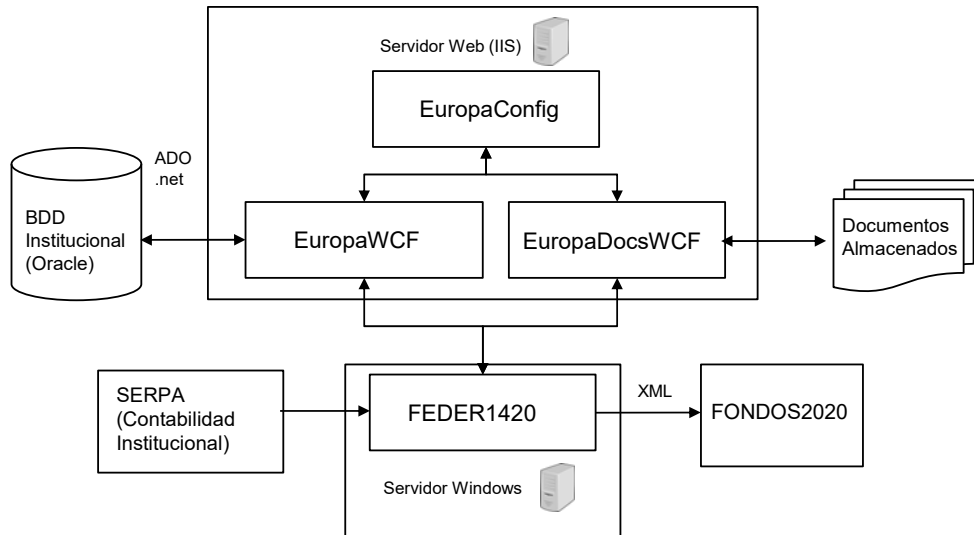 Servidor Web (IIS)
EuropaConfig
ADO
.net
BDD
Institucional
(Oracle)
EuropaWCF
EuropaDocsWCF
Documentos
Almacenados
SERPA
(Contabilidad
Institucional)
FEDER1420
XML
FONDOS2020
Servidor Windows